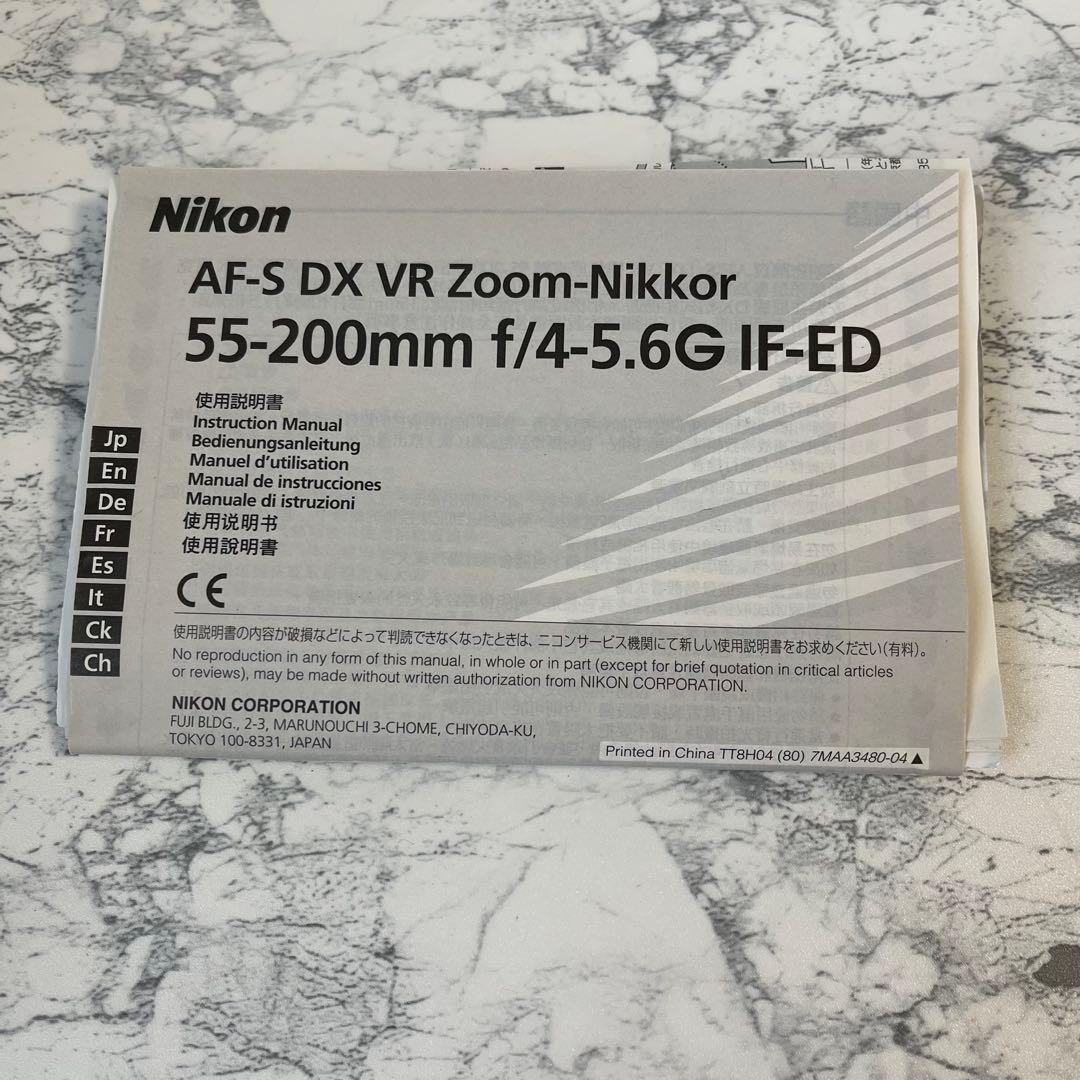 Nikon
AF-S DX VR Zoom-Nikkor
55-200mm f/4-5.6G IF-ED
使用説明書
Instruction Manual
Bedienungsanleitung
Manuel d'utilisation
Manual de instrucciones
Manuale di istruzioni
使用说明书
使用說明書
Jp
En
De
Fr
Es
It
Ck
Ch
CE
使用説明書の内容が破損などによって判読できなくなったときは、ニコンサービス機関にて新しい使用説明書をお求めください(有料)。
No reproduction in any form of this manual, in whole or in part (except for brief quotation in critical articles
or reviews), may be made without written authorization from NIKON CORPORATION.
NIKON CORPORATION
FUJI BLDG., 2-3, MARUNOUCHI 3-CHOME, CHIYODA-KU,
TOKYO 100-8331, JAPAN
Printed in China TT8H04 (80) 7MAA3480-04▲